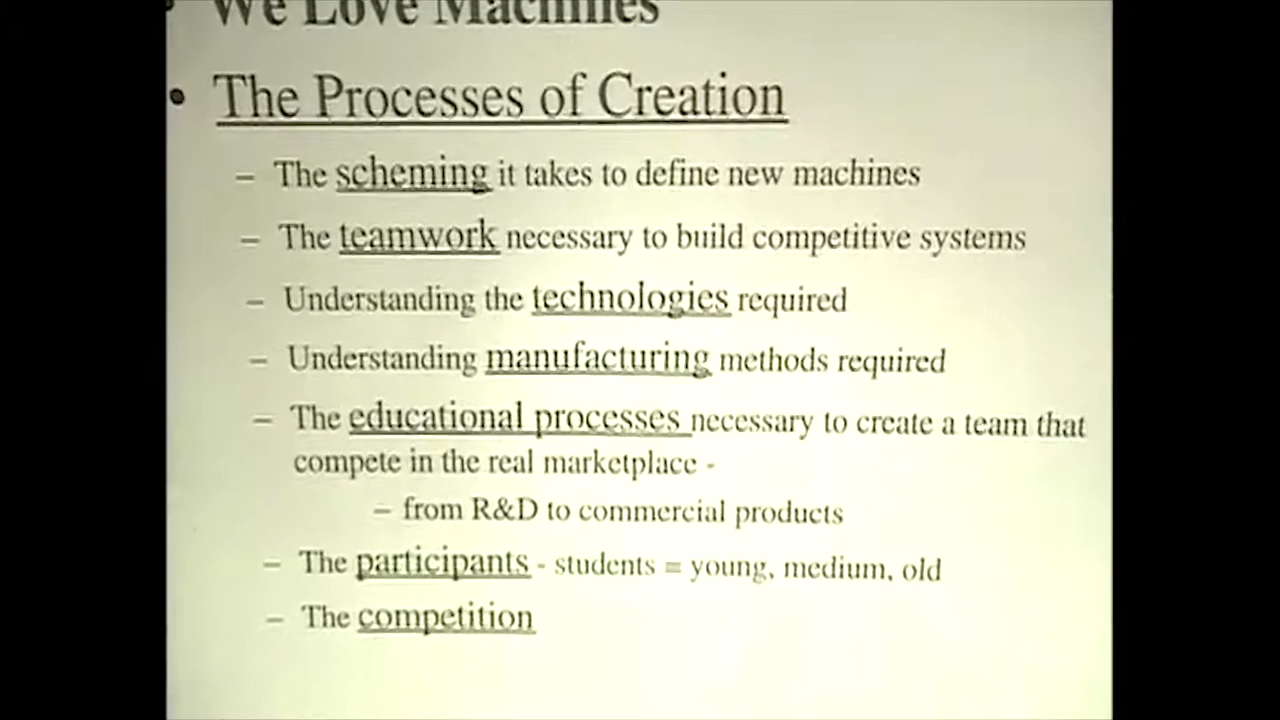 • We Love Machines
• The Processes of Creation
– The scheming it takes to define new machines
– The teamwork necessary to build competitive systems
– Understanding the technologies required
– Understanding manufacturing methods required
– The educational processes necessary to create a team that
compete in the real marketplace -
– from R&D to commercial products
– The participants - students = young, medium, old
– The competition